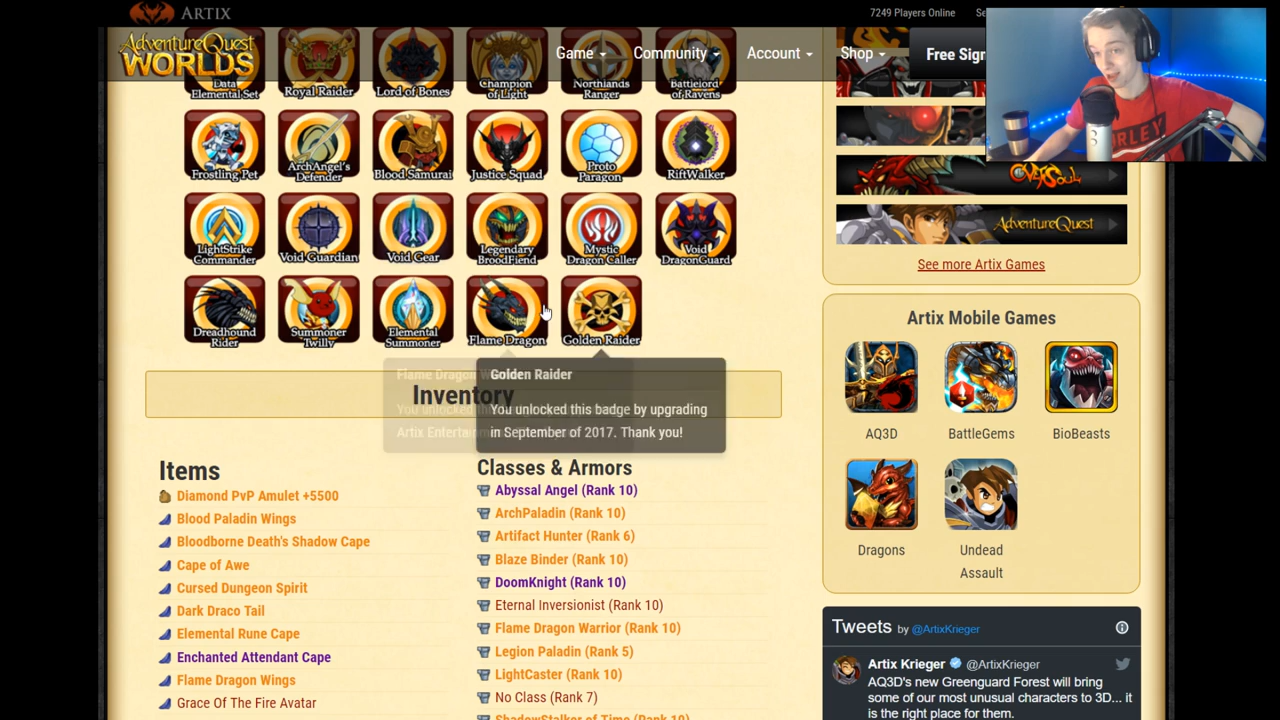 ARTIX
7249 Players Online
AdventureQuest
WORLDS
Game
Community
Account
Shop
Free Sign
Data
Elemental Set
Royal Raider
Lord of Bones
Champion
of Light
Northlands
Ranger
Battlelord
of Ravens
Frostling Pet
ArchAngel's
Defender
Blood Samurai
Justice Squad
Proto
Paragon
RiftWalker
LightStrike
Commander
Void Guardian
Void Gear
Legendary
BroodFiend
Mystic
Dragon Caller
Void
DragonGuard
Dreadhound
Rider
Summoner
Twilly
Elemental
Summoner
Flame Dragon
Golden Raider
Golden Raider
You unlocked this badge by upgrading
in September of 2017. Thank you!
Flame Dragon
Artix
Inventory
Items
Diamond PvP Amulet +5500
Blood Paladin Wings
Bloodborne Death's Shadow Cape
Cape of Awe
Cursed Dungeon Spirit
Dark Draco Tail
Elemental Rune Cape
Enchanted Attendant Cape
Flame Dragon Wings
Grace Of The Fire Avatar
Classes & Armors
Abyssal Angel (Rank 10)
ArchPaladin (Rank 10)
Artifact Hunter (Rank 6)
Blaze Binder (Rank 10)
DoomKnight (Rank 10)
Eternal Inversionist (Rank 10)
Flame Dragon Warrior (Rank 10)
Legion Paladin (Rank 5)
LightCaster (Rank 10)
No Class (Rank 7)
ShadowStalker of Time (Rank 10)
OverSoul
AdventureQuest
See more Artix Games
Artix Mobile Games
AQ3D
BattleGems
BioBeasts
Dragons
Undead
Assault
Tweets by @ArtixKrieger
Artix Krieger @ArtixKrieger
AQ3D's new Greenguard Forest will bring
some of our most unusual characters to 3D... it
is the right place for them.